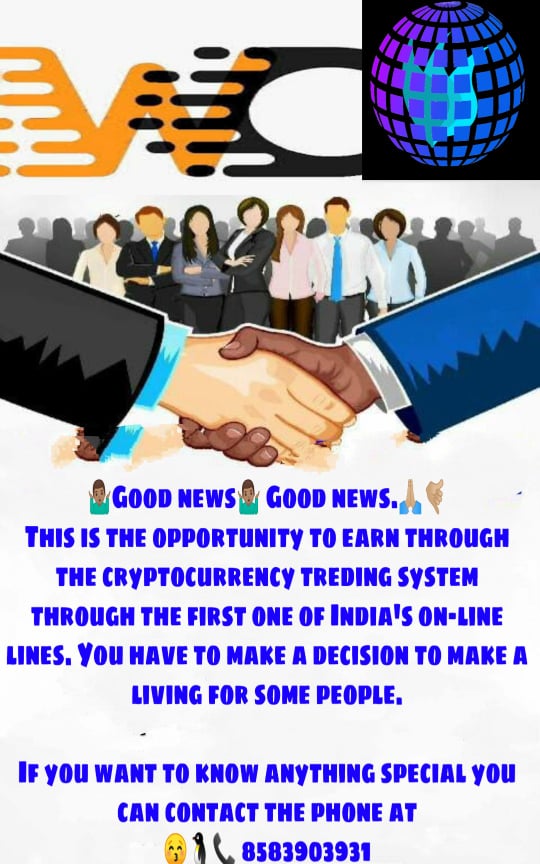 WC
🤷🏽‍♂️Good news🤷🏽‍♂️ Good news.🙏🏼🤙🏼
This is the opportunity to earn through
the cryptocurrency treding system
through the first one of India's on-line
lines. You have to make a decision to make a
living for some people.
If you want to know anything special you
can contact the phone at
😙🐧📞 8583903931